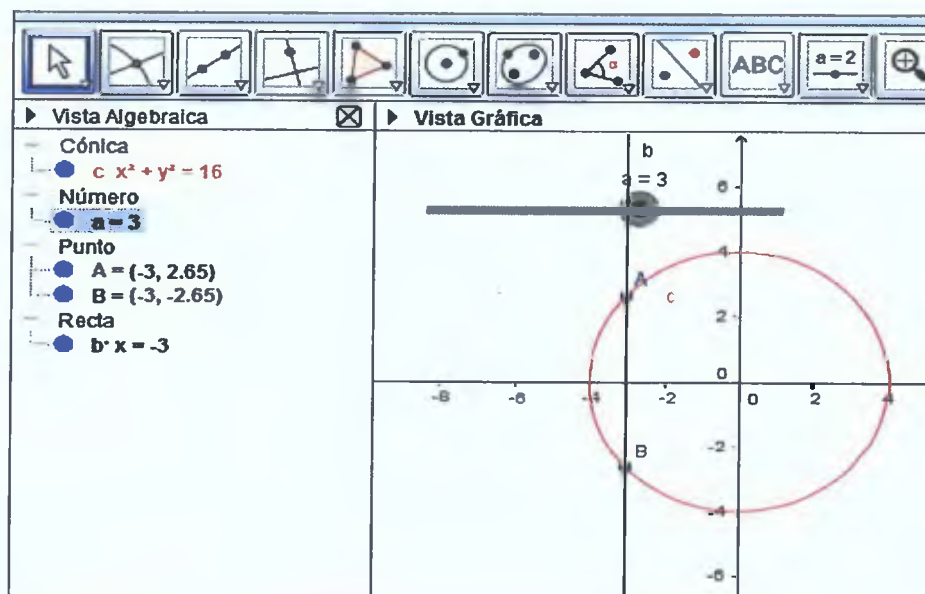 α ABC a = 2
Vista Algebraica
Vista Gráfica
Cónica
c x² + y² = 16
Número
a = 3
Punto
A = (-3, 2.65)
B = (-3, -2.65)
Recta
b: x = -3
b
a = 3
6
4
A
c
2
0
-8 -6 -4 -2 0 2 4
-2
B
-4
-6